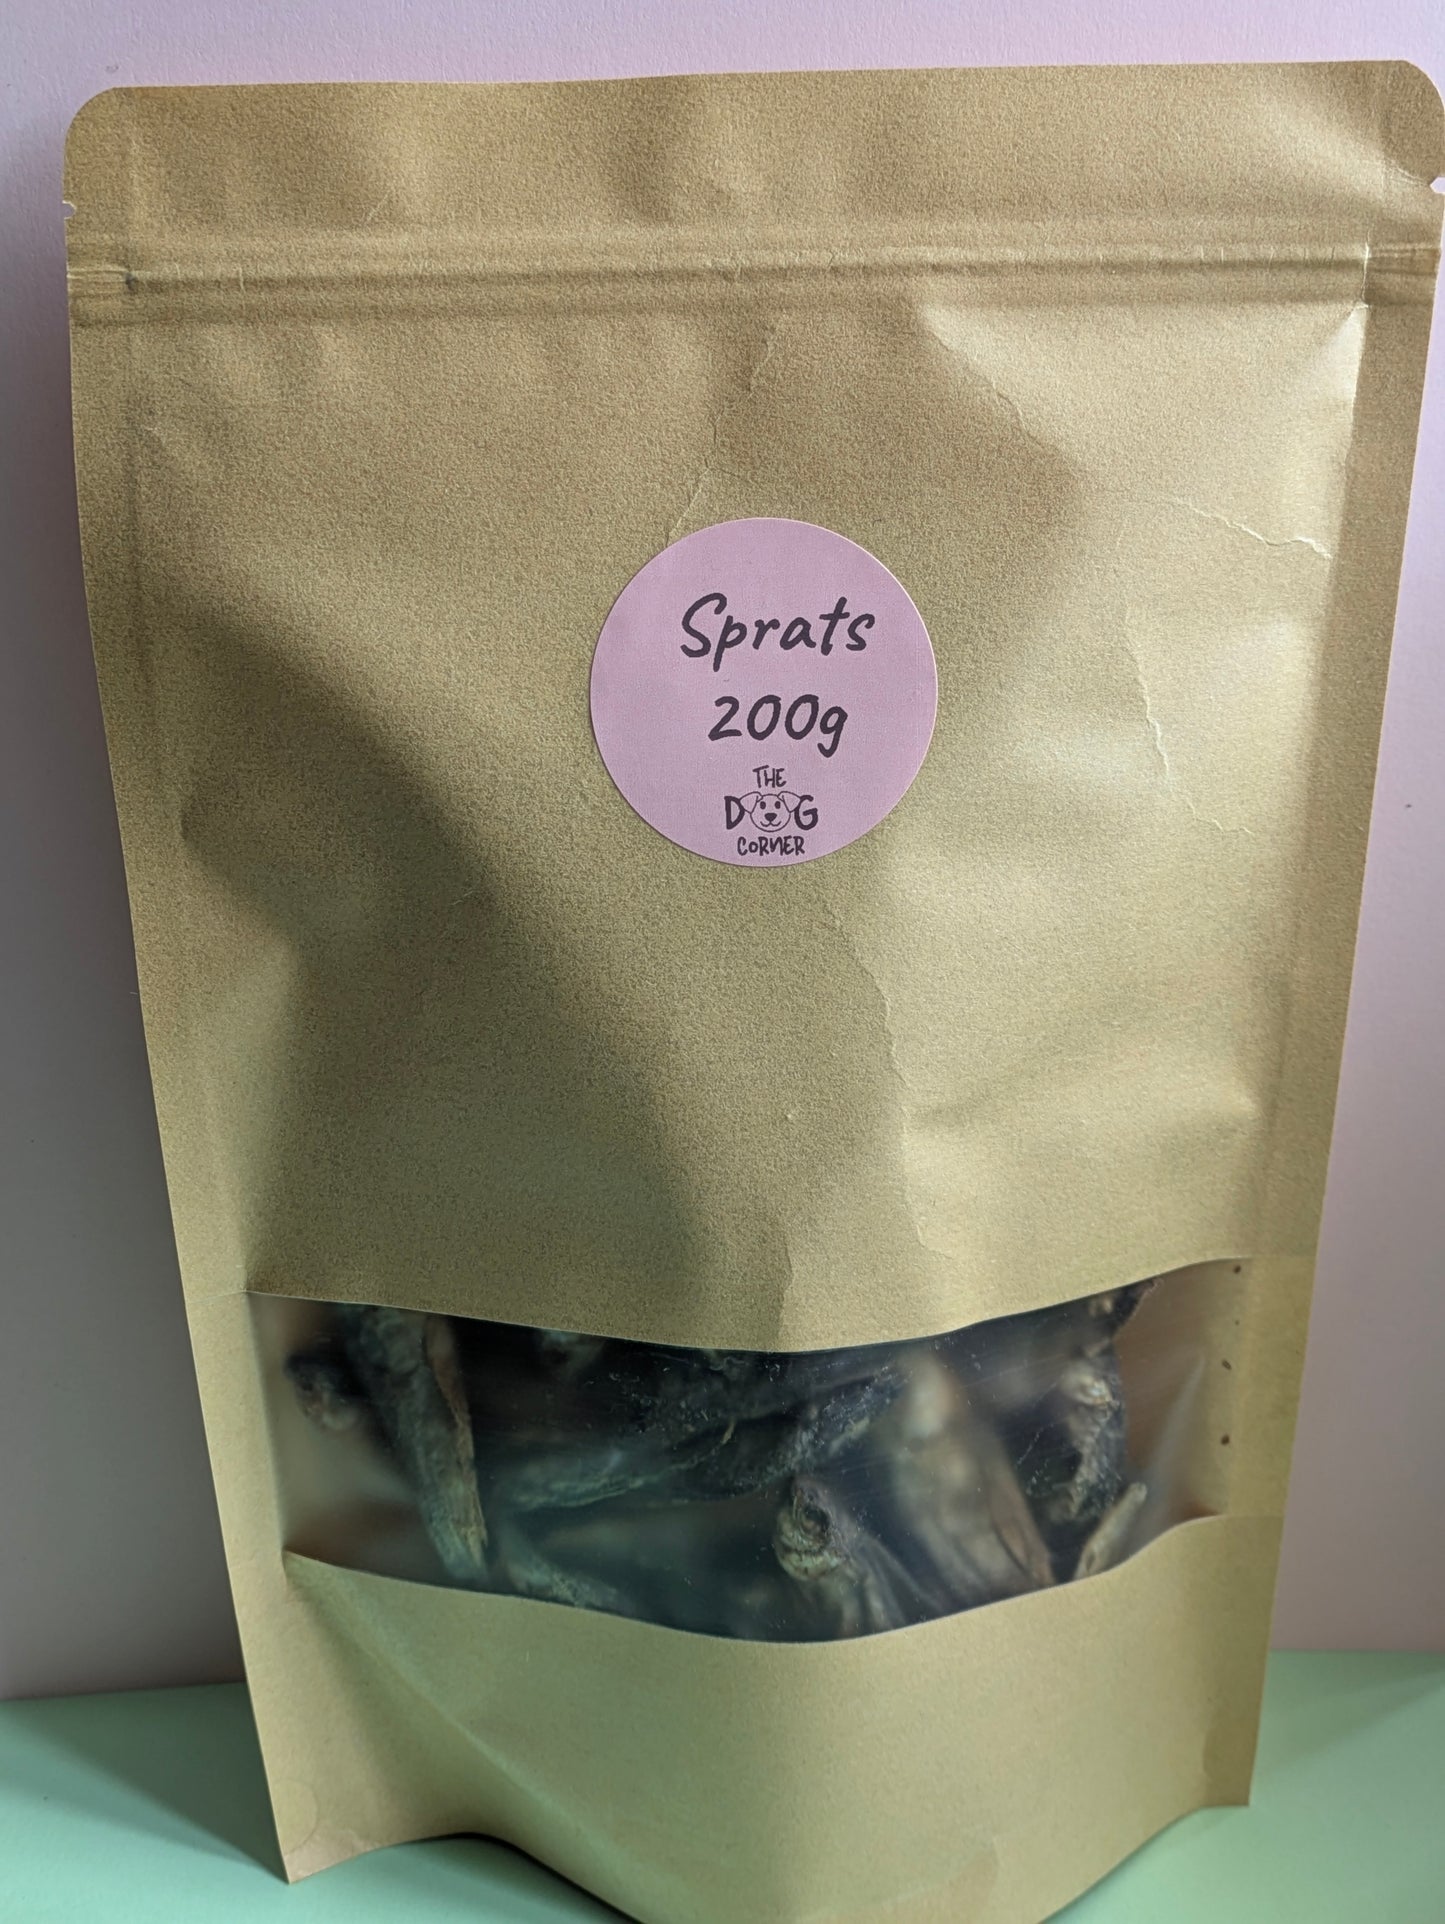 Sprats
200g
THE
DOG
CORNER